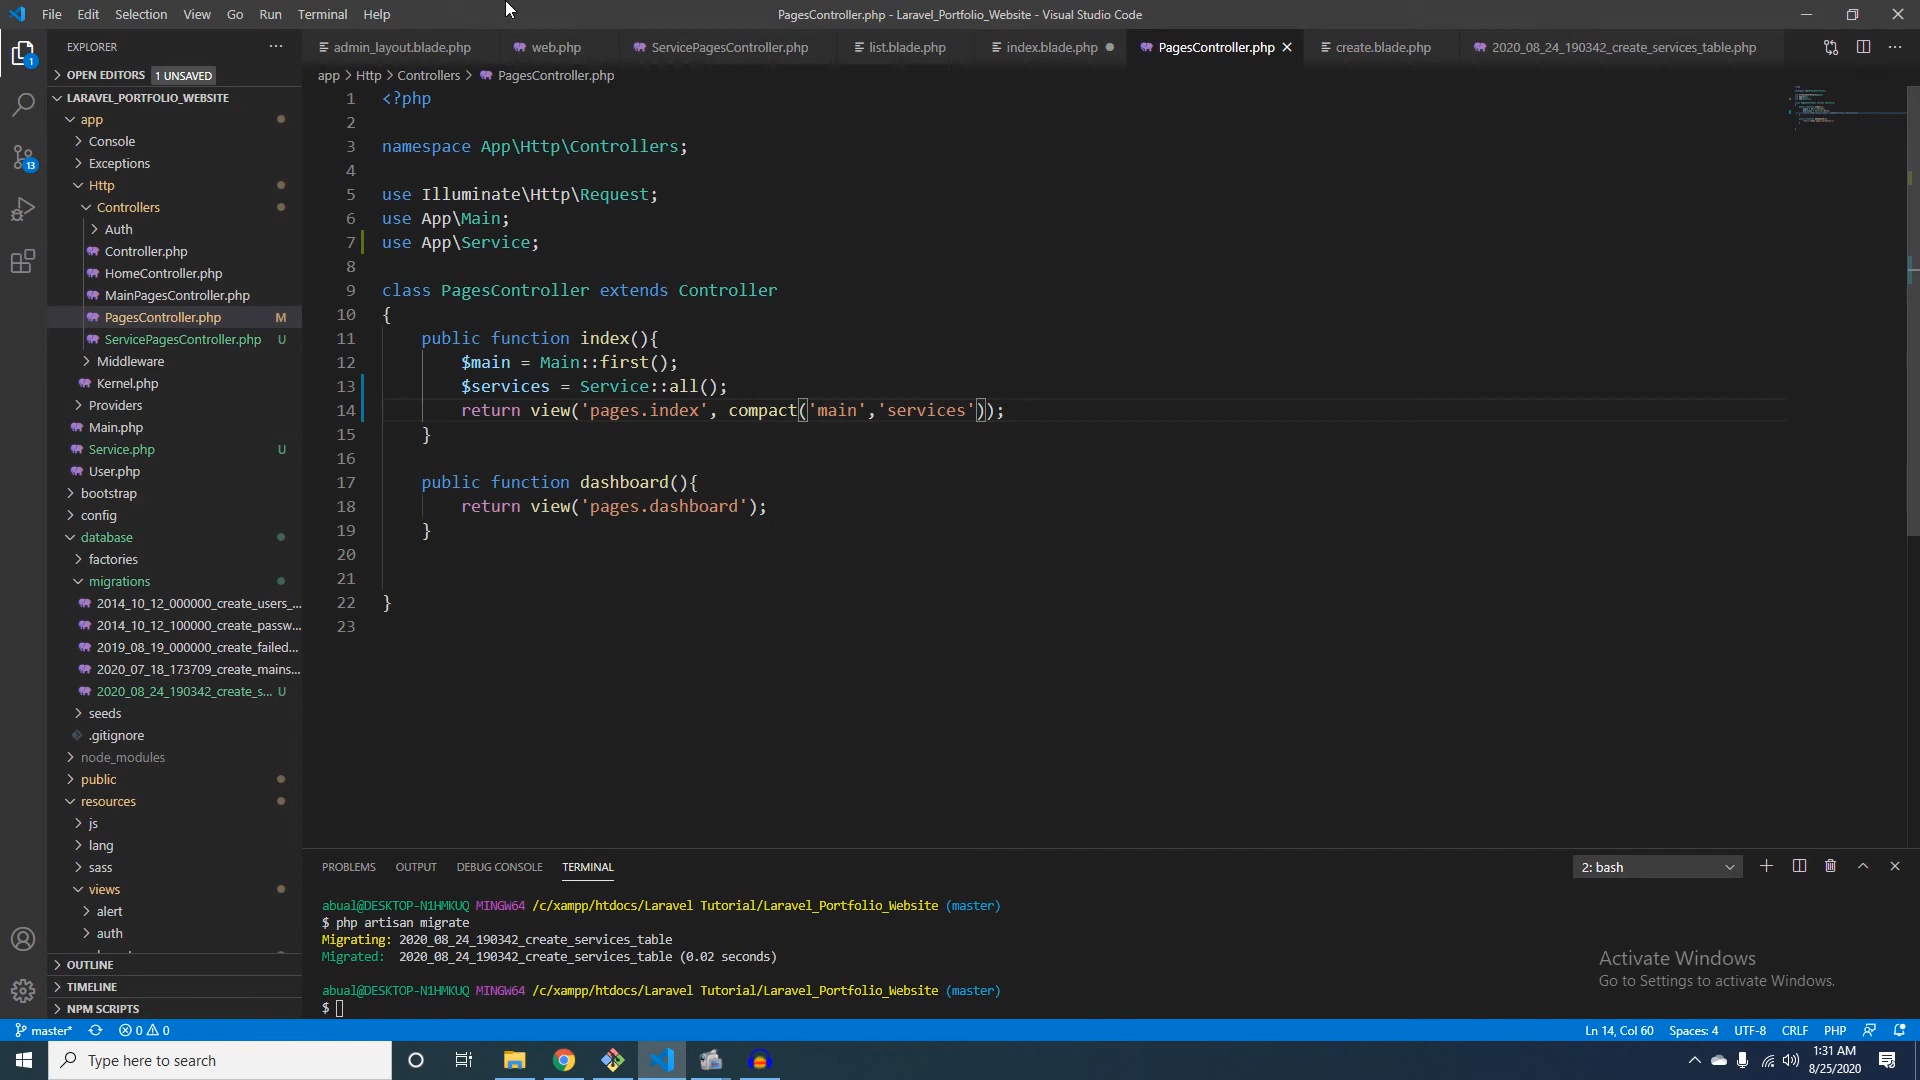 File Edit Selection View Go Run Terminal Help
PagesController.php - Laravel_Portfolio_Website - Visual Studio Code
EXPLORER
admin_layout.blade.php web.php ServicePagesController.php list.blade.php index.blade.php PagesController.php create.blade.php 2020_08_24_190342_create_services_table.php
OPEN EDITORS 1 UNSAVED
LARAVEL_PORTFOLIO_WEBSITE
app
Console
Exceptions
Http
Controllers
Auth
Controller.php
HomeController.php
MainPagesController.php
PagesController.php M
ServicePagesController.php U
Middleware
Kernel.php
Providers
Main.php
Service.php U
User.php
bootstrap
config
database
factories
migrations
2014_10_12_000000_create_users_...
2014_10_12_100000_create_passw...
2019_08_19_000000_create_failed...
2020_07_18_173709_create_mains...
2020_08_24_190342_create_s... U
seeds
.gitignore
node_modules
public
resources
js
lang
sass
views
alert
auth
OUTLINE
TIMELINE
NPM SCRIPTS
1
13
app > Http > Controllers > PagesController.php
1 <?php
2
3 namespace App\Http\Controllers;
4
5 use Illuminate\Http\Request;
6 use App\Main;
7 use App\Service;
8
9 class PagesController extends Controller
10 {
11 public function index(){
12 $main = Main::first();
13 $services = Service::all();
14 return view('pages.index', compact('main','services'));
15 }
16
17 public function dashboard(){
18 return view('pages.dashboard');
19 }
20
21
22 }
23
PROBLEMS OUTPUT DEBUG CONSOLE TERMINAL
2: bash
abual@DESKTOP-N1HMKUQ MINGW64 /c/xampp/htdocs/Laravel Tutorial/Laravel_Portfolio_Website (master)
$ php artisan migrate
Migrating: 2020_08_24_190342_create_services_table
Migrated: 2020_08_24_190342_create_services_table (0.02 seconds)
abual@DESKTOP-N1HMKUQ MINGW64 /c/xampp/htdocs/Laravel Tutorial/Laravel_Portfolio_Website (master)
$
Activate Windows
Go to Settings to activate Windows.
master* 0 0
Ln 14, Col 60 Spaces: 4 UTF-8 CRLF PHP
Type here to search
1:31 AM
8/25/2020